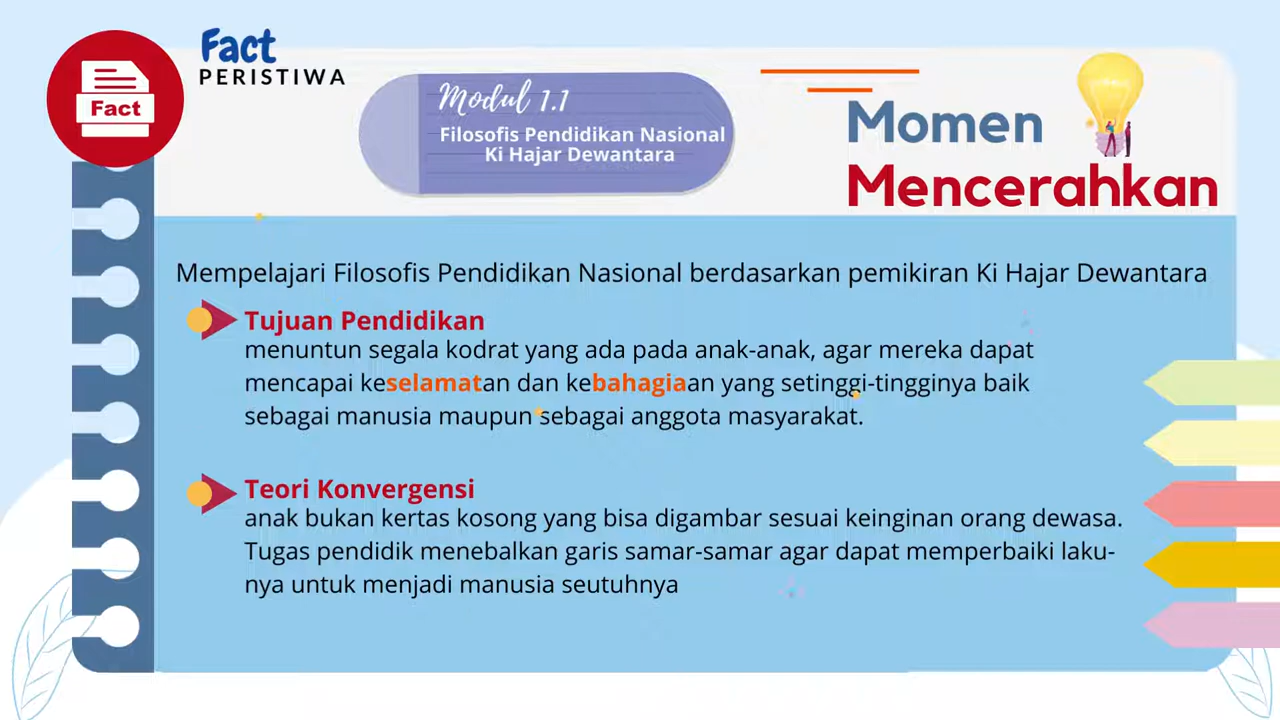 Fact
PERISTIWA
Fact
Modul 1.1
Filosofis Pendidikan Nasional
Ki Hajar Dewantara
Momen
Mencerahkan
Mempelajari Filosofis Pendidikan Nasional berdasarkan pemikiran Ki Hajar Dewantara
Tujuan Pendidikan
menuntun segala kodrat yang ada pada anak-anak, agar mereka dapat
mencapai keselamatan dan kebahagiaan yang setinggi-tingginya baik
sebagai manusia maupun sebagai anggota masyarakat.
Teori Konvergensi
anak bukan kertas kosong yang bisa digambar sesuai keinginan orang dewasa.
Tugas pendidik menebalkan garis samar-samar agar dapat memperbaiki laku-
nya untuk menjadi manusia seutuhnya